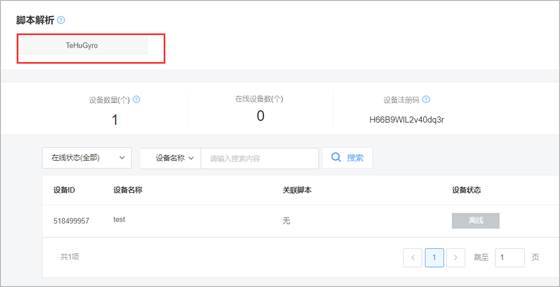 脚本解析
TeHuGyro
设备数量(个) 在线设备数(个) 设备注册码
1 0 H66B9WIL2v40dq3r
在线状态(全部) 设备名称 请输入搜索内容 搜索
设备ID 设备名称 关联脚本 设备状态
518499957 test 无 离线
共1项 1 跳至 1 页